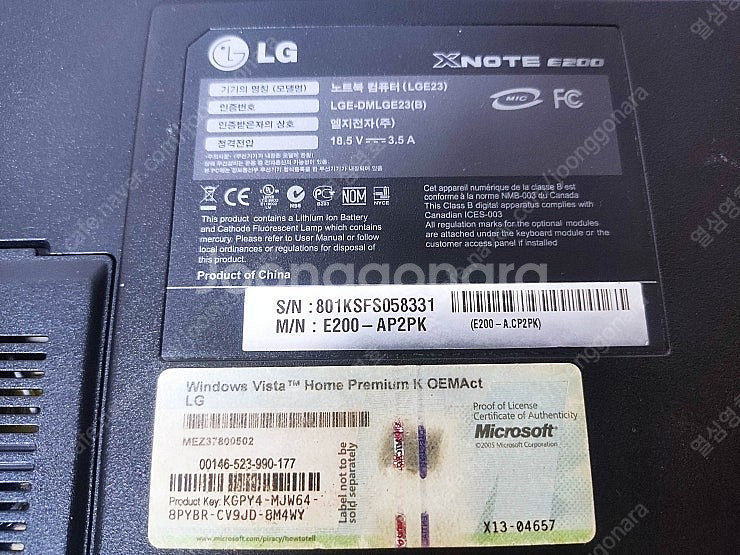 LG
XNOTE E200
기기의 명칭 (모델명) 노트북 컴퓨터 (LGE23)
인증번호 LGE-DMLGE23(B)
인증받은자의 상호 엘지전자(주)
정격전압 18.5 V 3.5 A
MIC FC
CE NOM NYCE
This product contains a Lithium Ion Battery
and Cathode Fluorescent Lamp which contains
mercury. Please refer to User Manual or follow
local ordinances or regulations for disposal of
this product.
Product of China
Cet appareil numérique de la classe B est
conforme à la norme NMB-003 du Canada
This Class B digital apparatus complies with
Canadian ICES-003
All regulation marks for the optional modules
are attached under the keyboard module or the
customer access panel if installed
joonggonara
S/N : 801KSFS058331
M/N : E200-AP2PK (E200-A.CP2PK)
Windows Vista™ Home Premium K OEMAct
LG
MEZ37800502
00146-523-990-177
Product Key: KGPY4-MJW64-
8PYBR-CV9JD-8M4WY
www.microsoft.com/piracy/howtotell
Label not to be
sold separately
Proof of License
Certificate of Authenticity
Microsoft®
©2005 Microsoft Corporation
X13-04657